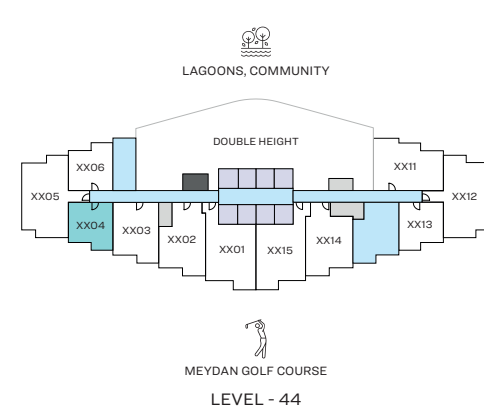 LAGOONS, COMMUNITY
DOUBLE HEIGHT
XX06
XX11
XX05
XX12
XX04
XX03
XX02
XX01
XX15
XX14
XX13
MEYDAN GOLF COURSE
LEVEL - 44